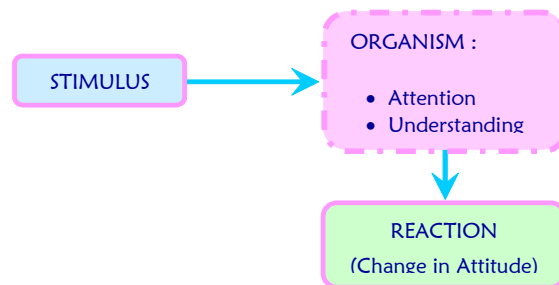 STIMULUS
ORGANISM :
• Attention
• Understanding
REACTION
(Change in Attitude)